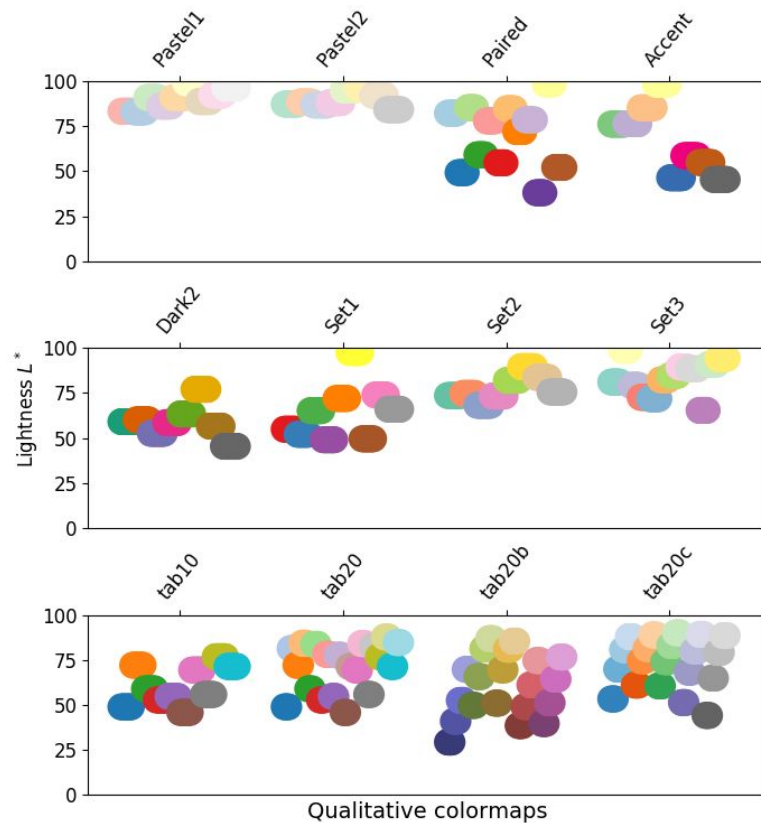 Pastel1
Pastel2
Paired
Accent
100
75
50
25
0
Dark2
Set1
Set2
Set3
100
75
50
25
0
Lightness L*
tab10
tab20
tab20b
tab20c
100
75
50
25
0
Qualitative colormaps